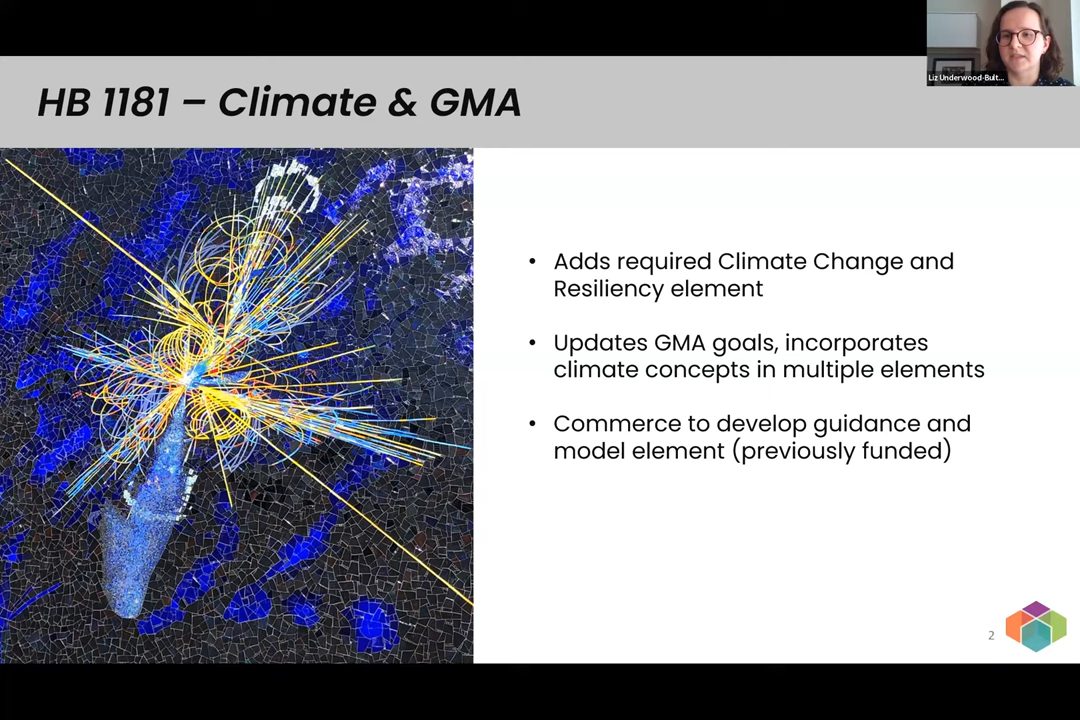 Liz Underwood-Bult...
HB 1181 – Climate & GMA
• Adds required Climate Change and
Resiliency element
• Updates GMA goals, incorporates
climate concepts in multiple elements
• Commerce to develop guidance and
model element (previously funded)
2